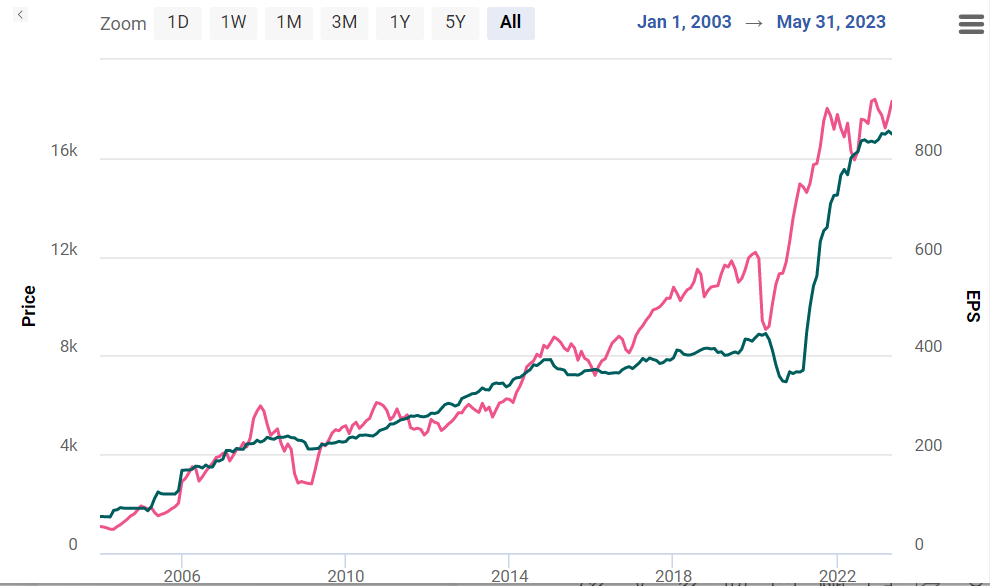 Zoom 1D 1W 1M 3M 1Y 5Y All Jan 1, 2003 → May 31, 2023
16k 800
12k 600
Price EPS
8k 400
4k 200
0 0
2006 2010 2014 2018 2022